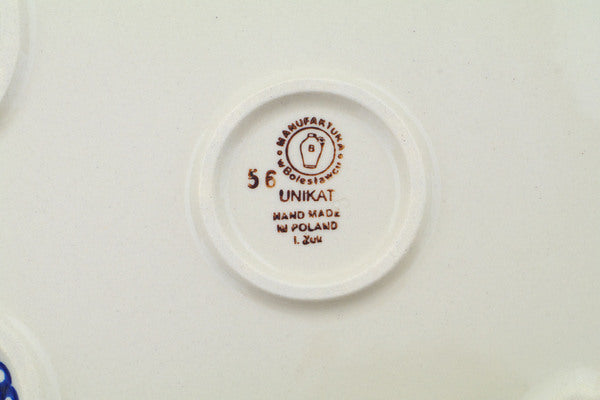 MANUFAKTURA
w Bolesławcu
B
56
UNIKAT
HAND MADE
IN POLAND